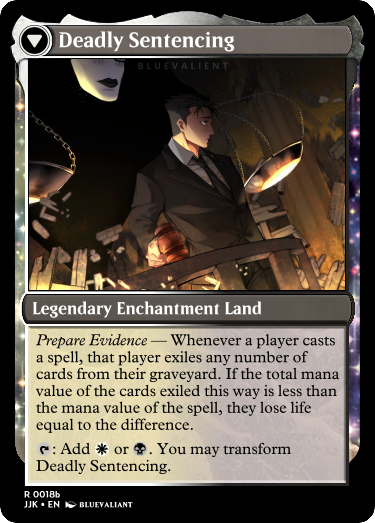 Deadly Sentencing
BLUEVALIENT
Legendary Enchantment Land
Prepare Evidence — Whenever a player casts
a spell, that player exiles any number of
cards from their graveyard. If the total mana
value of the cards exiled this way is less than
the mana value of the spell, they lose life
equal to the difference.
: Add or . You may transform
Deadly Sentencing.
R 0018b
JJK • EN BLUEVALIANT